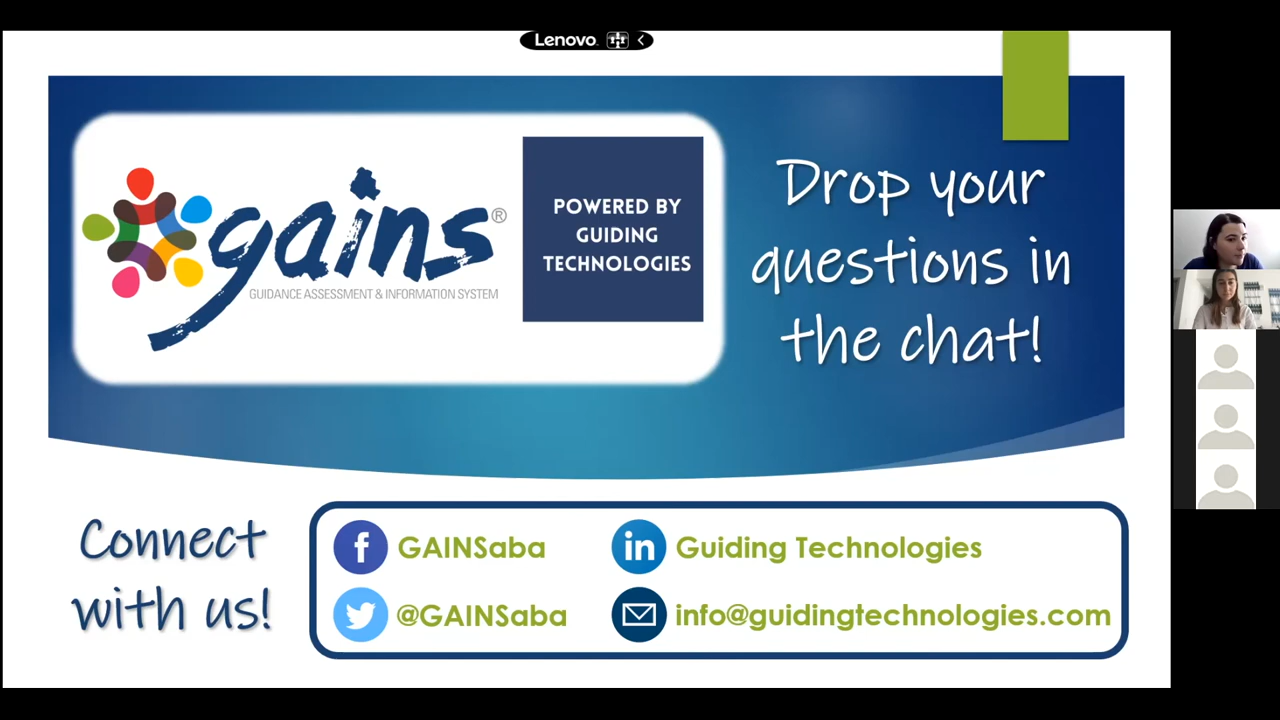 Lenovo
gains®
GUIDANCE ASSESSMENT & INFORMATION SYSTEM
POWERED BY
GUIDING
TECHNOLOGIES
Drop your
questions in
the chat!
Connect
with us!
f GAINSaba
in Guiding Technologies
@GAINSaba
info@guidingtechnologies.com